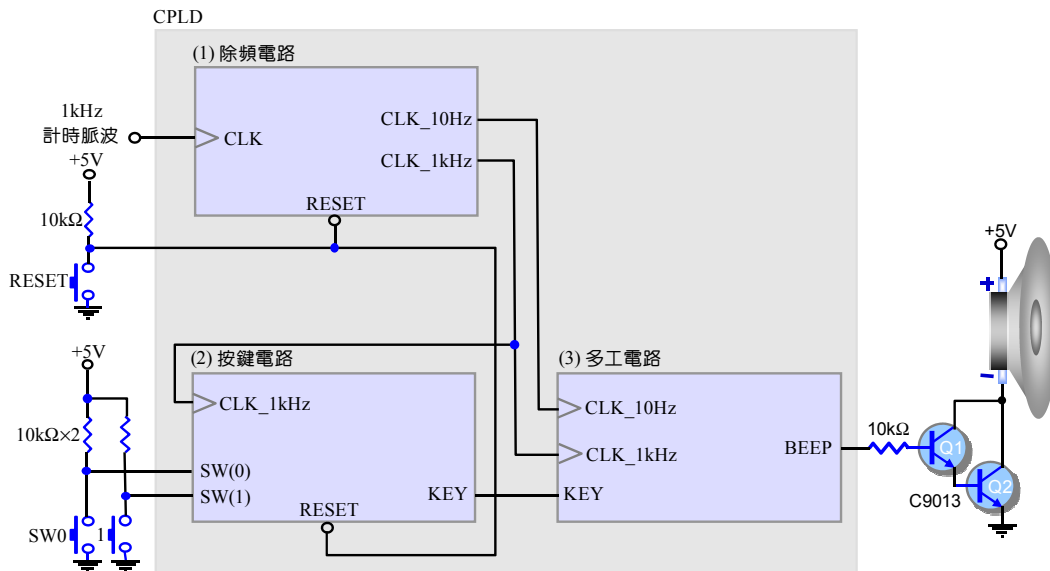 CPLD
(1) 除頻電路
1kHz
計時脈波
CLK
CLK_10Hz
CLK_1kHz
RESET
+5V
10kΩ
RESET
+5V
10kΩ×2
SW0
1
(2) 按鍵電路
CLK_1kHz
SW(0)
SW(1)
RESET
KEY
(3) 多工電路
CLK_10Hz
CLK_1kHz
KEY
BEEP
10kΩ
+5V
+
−
Q1
Q2
C9013